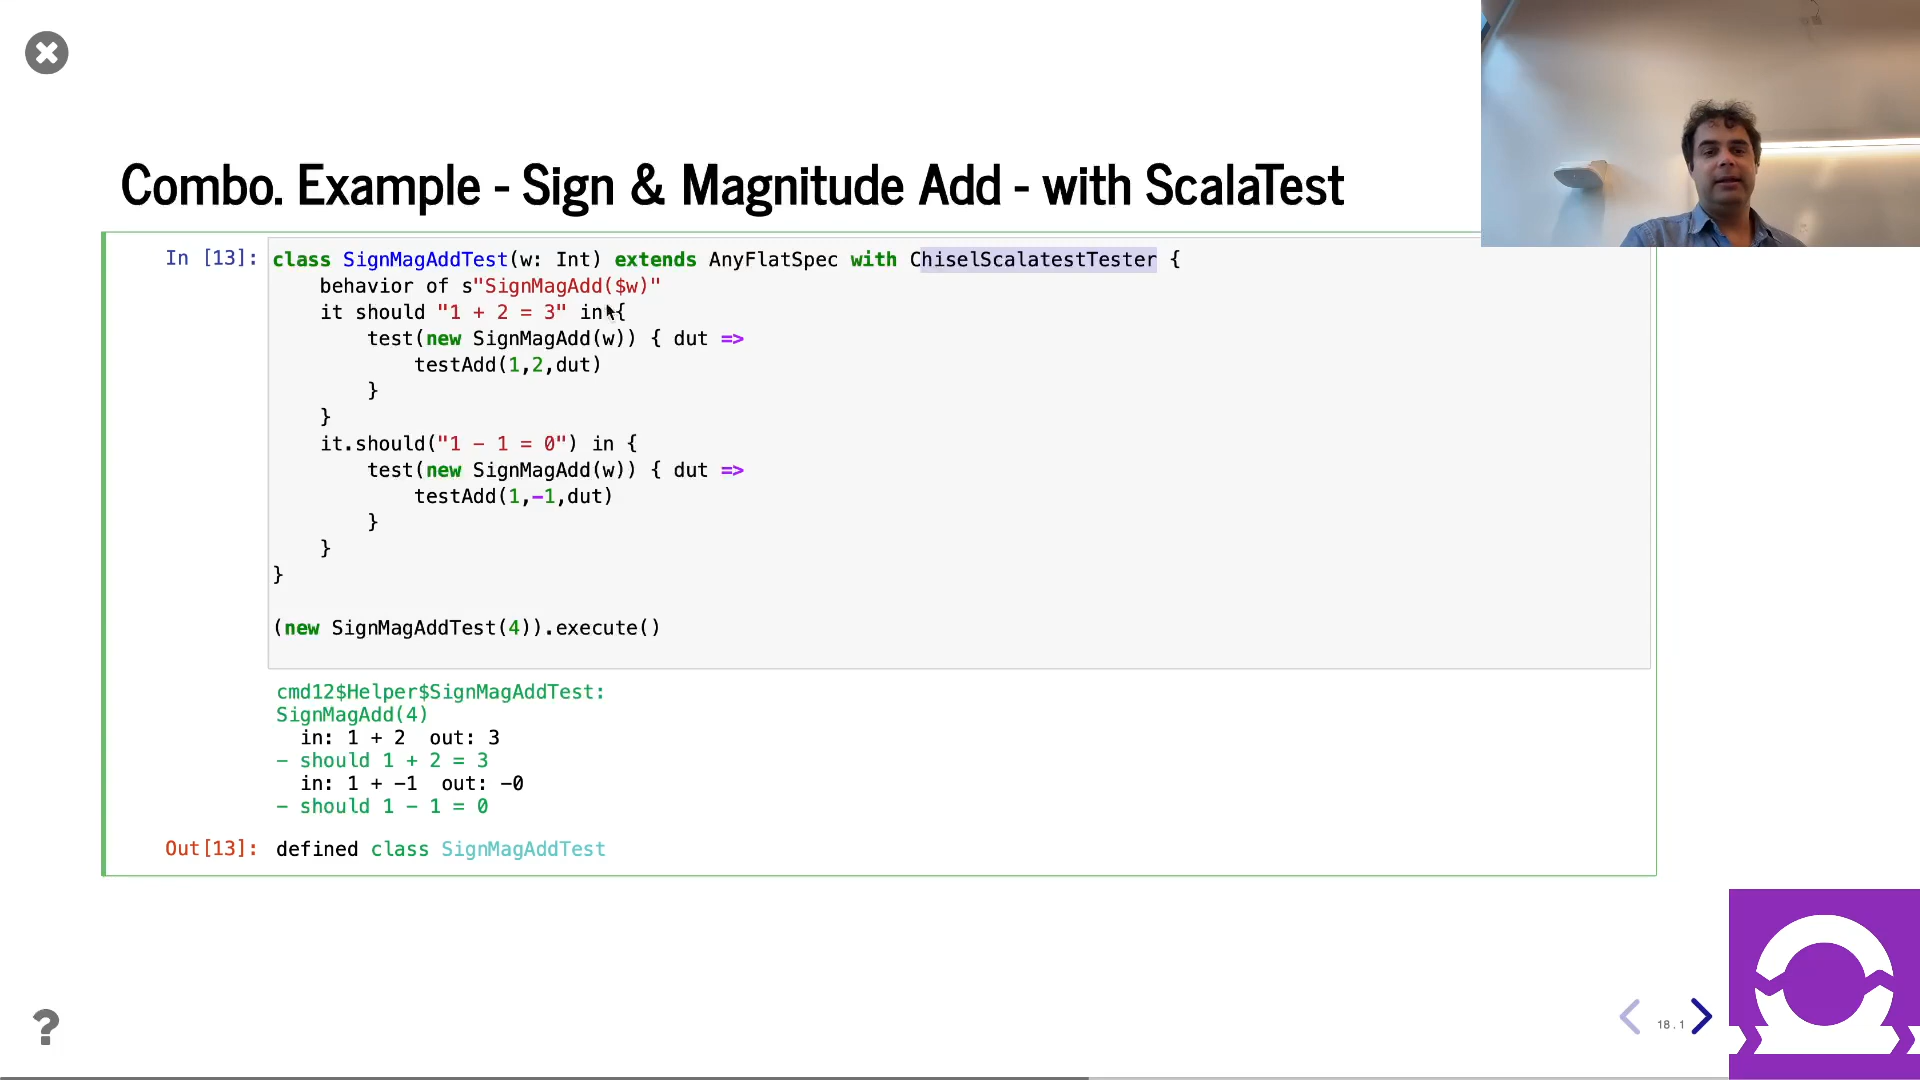 Combo. Example - Sign & Magnitude Add - with ScalaTest
In [13]: class SignMagAddTest(w: Int) extends AnyFlatSpec with ChiselScalatestTester {
behavior of s"SignMagAdd($w)"
it should "1 + 2 = 3" in {
test(new SignMagAdd(w)) { dut =>
testAdd(1,2,dut)
}
}
it.should("1 - 1 = 0") in {
test(new SignMagAdd(w)) { dut =>
testAdd(1,-1,dut)
}
}
}
(new SignMagAddTest(4)).execute()
cmd12$Helper$SignMagAddTest:
SignMagAdd(4)
in: 1 + 2 out: 3
- should 1 + 2 = 3
in: 1 + -1 out: -0
- should 1 - 1 = 0
Out[13]: defined class SignMagAddTest
?
18.1